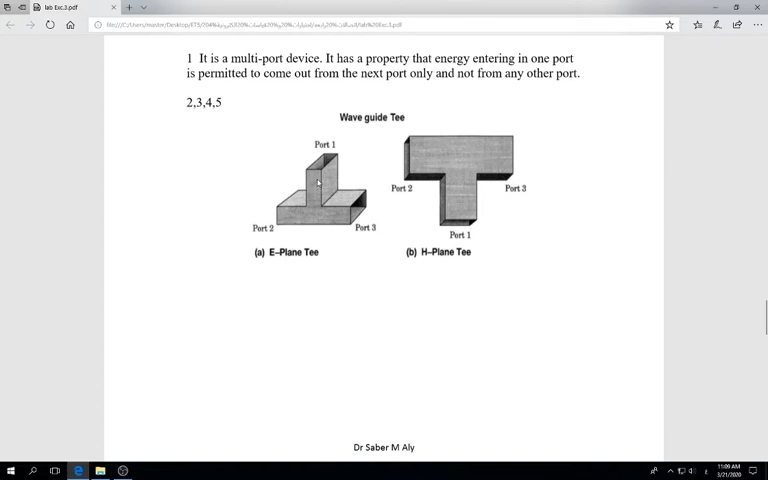 lab Exc.3.pdf
1 It is a multi-port device. It has a property that energy entering in one port
is permitted to come out from the next port only and not from any other port.
2,3,4,5
Wave guide Tee
Port 1
Port 2
Port 3
(a) E-Plane Tee
Port 2
Port 3
Port 1
(b) H-Plane Tee
Dr Saber M Aly
11:09 AM
3/21/2020